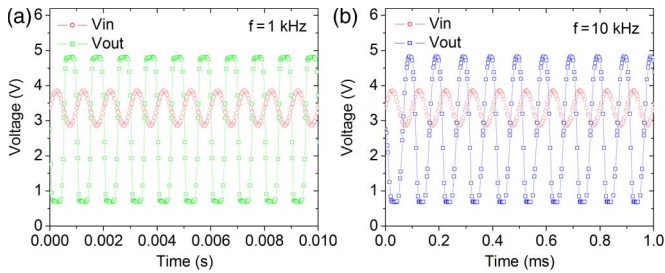 (a)
Vin
Vout
f = 1 kHz
Voltage (V)
6
5
4
3
2
1
0
0.000
0.002
0.004
0.006
0.008
0.010
Time (s)
(b)
Vin
Vout
f = 10 kHz
Voltage (V)
6
5
4
3
2
1
0
0.0
0.2
0.4
0.6
0.8
1.0
Time (ms)